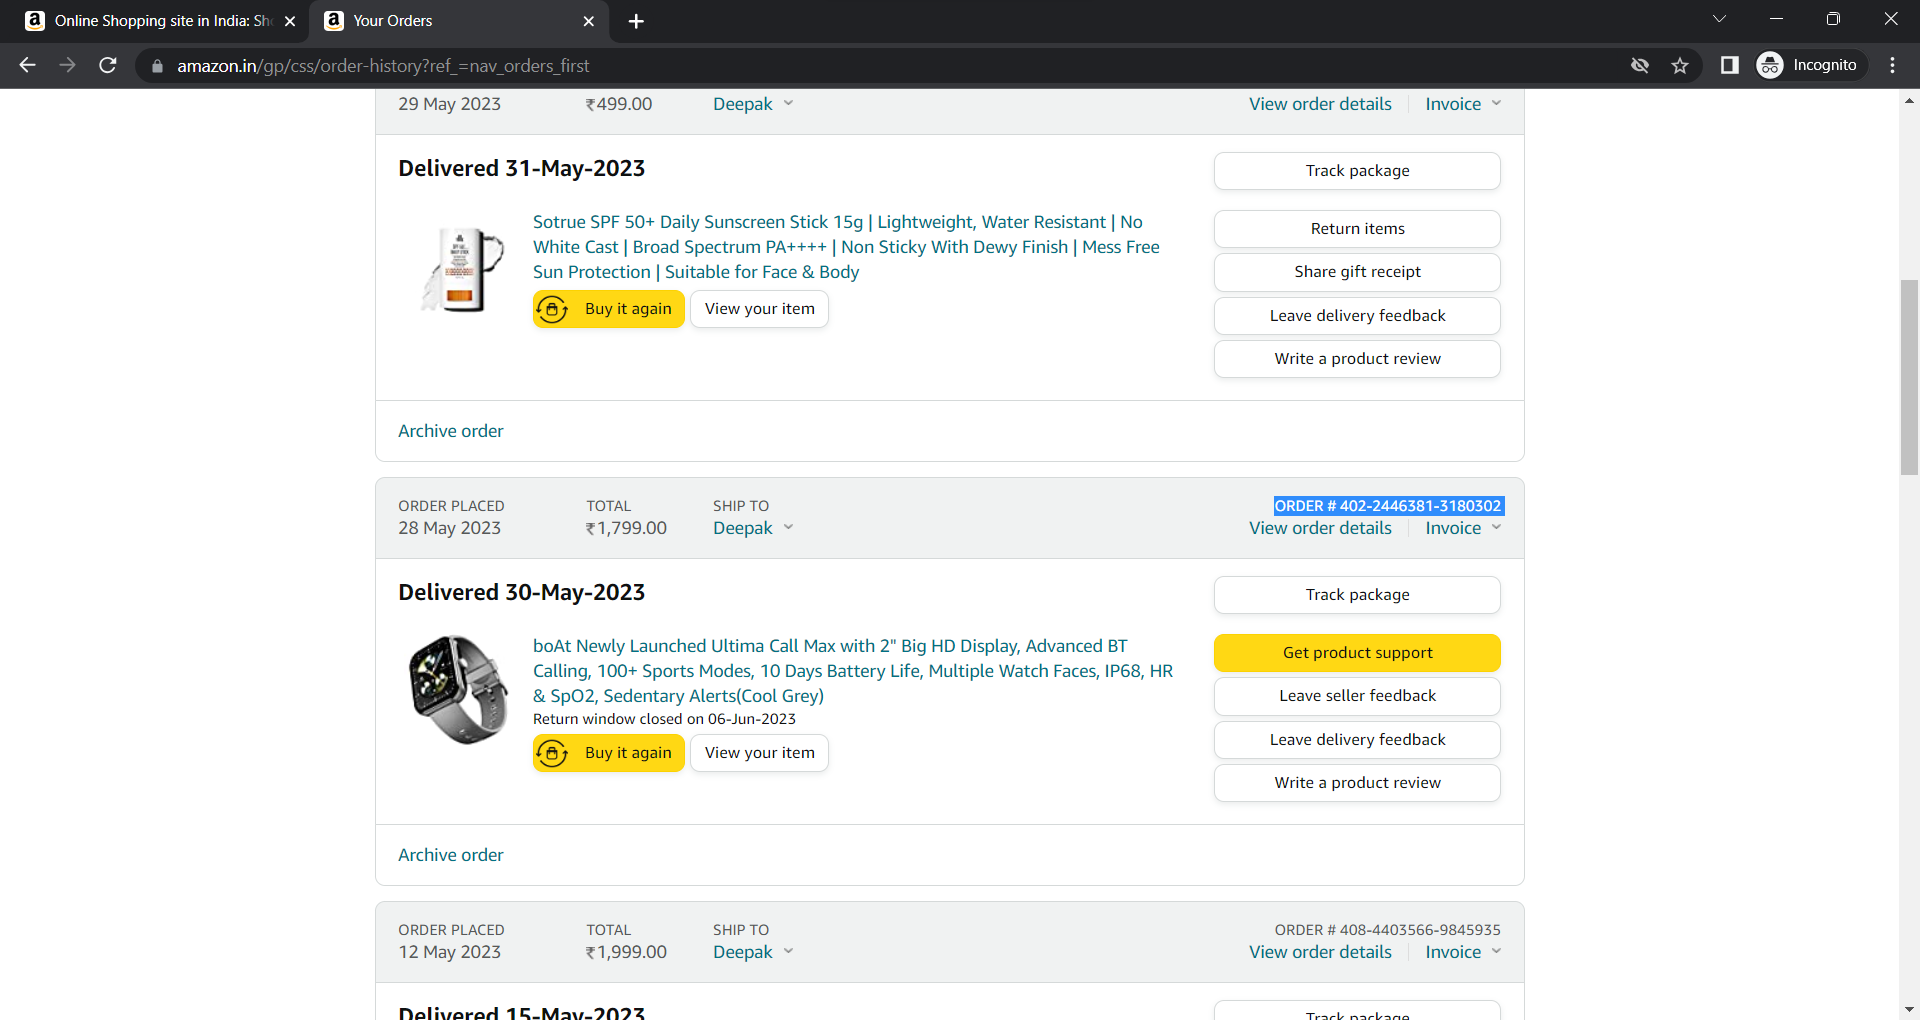 Online Shopping site in India: Sh
Your Orders
amazon.in/gp/css/order-history?ref_=nav_orders_first
Incognito
29 May 2023 ₹499.00 Deepak View order details Invoice
Delivered 31-May-2023
Track package
Sotrue SPF 50+ Daily Sunscreen Stick 15g | Lightweight, Water Resistant | No
White Cast | Broad Spectrum PA++++ | Non Sticky With Dewy Finish | Mess Free
Sun Protection | Suitable for Face & Body
Buy it again View your item
Return items
Share gift receipt
Leave delivery feedback
Write a product review
Archive order
ORDER PLACED TOTAL SHIP TO ORDER # 402-2446381-3180302
28 May 2023 ₹1,799.00 Deepak View order details Invoice
Delivered 30-May-2023
Track package
boAt Newly Launched Ultima Call Max with 2" Big HD Display, Advanced BT
Calling, 100+ Sports Modes, 10 Days Battery Life, Multiple Watch Faces, IP68, HR
& SpO2, Sedentary Alerts(Cool Grey)
Return window closed on 06-Jun-2023
Buy it again View your item
Get product support
Leave seller feedback
Leave delivery feedback
Write a product review
Archive order
ORDER PLACED TOTAL SHIP TO ORDER # 408-4403566-9845935
12 May 2023 ₹1,999.00 Deepak View order details Invoice
Delivered 15-May-2023
Track package